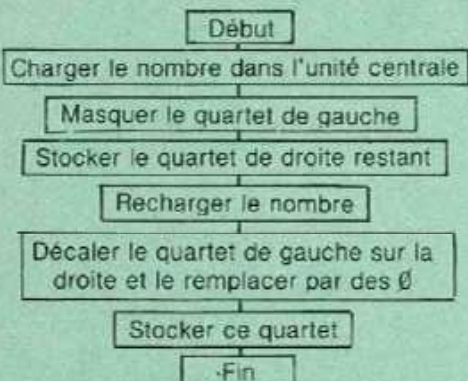 Début
Charger le nombre dans l'unité centrale
Masquer le quartet de gauche
Stocker le quartet de droite restant
Recharger le nombre
Décaler le quartet de gauche sur la
droite et le remplacer par des Ø
Stocker ce quartet
Fin